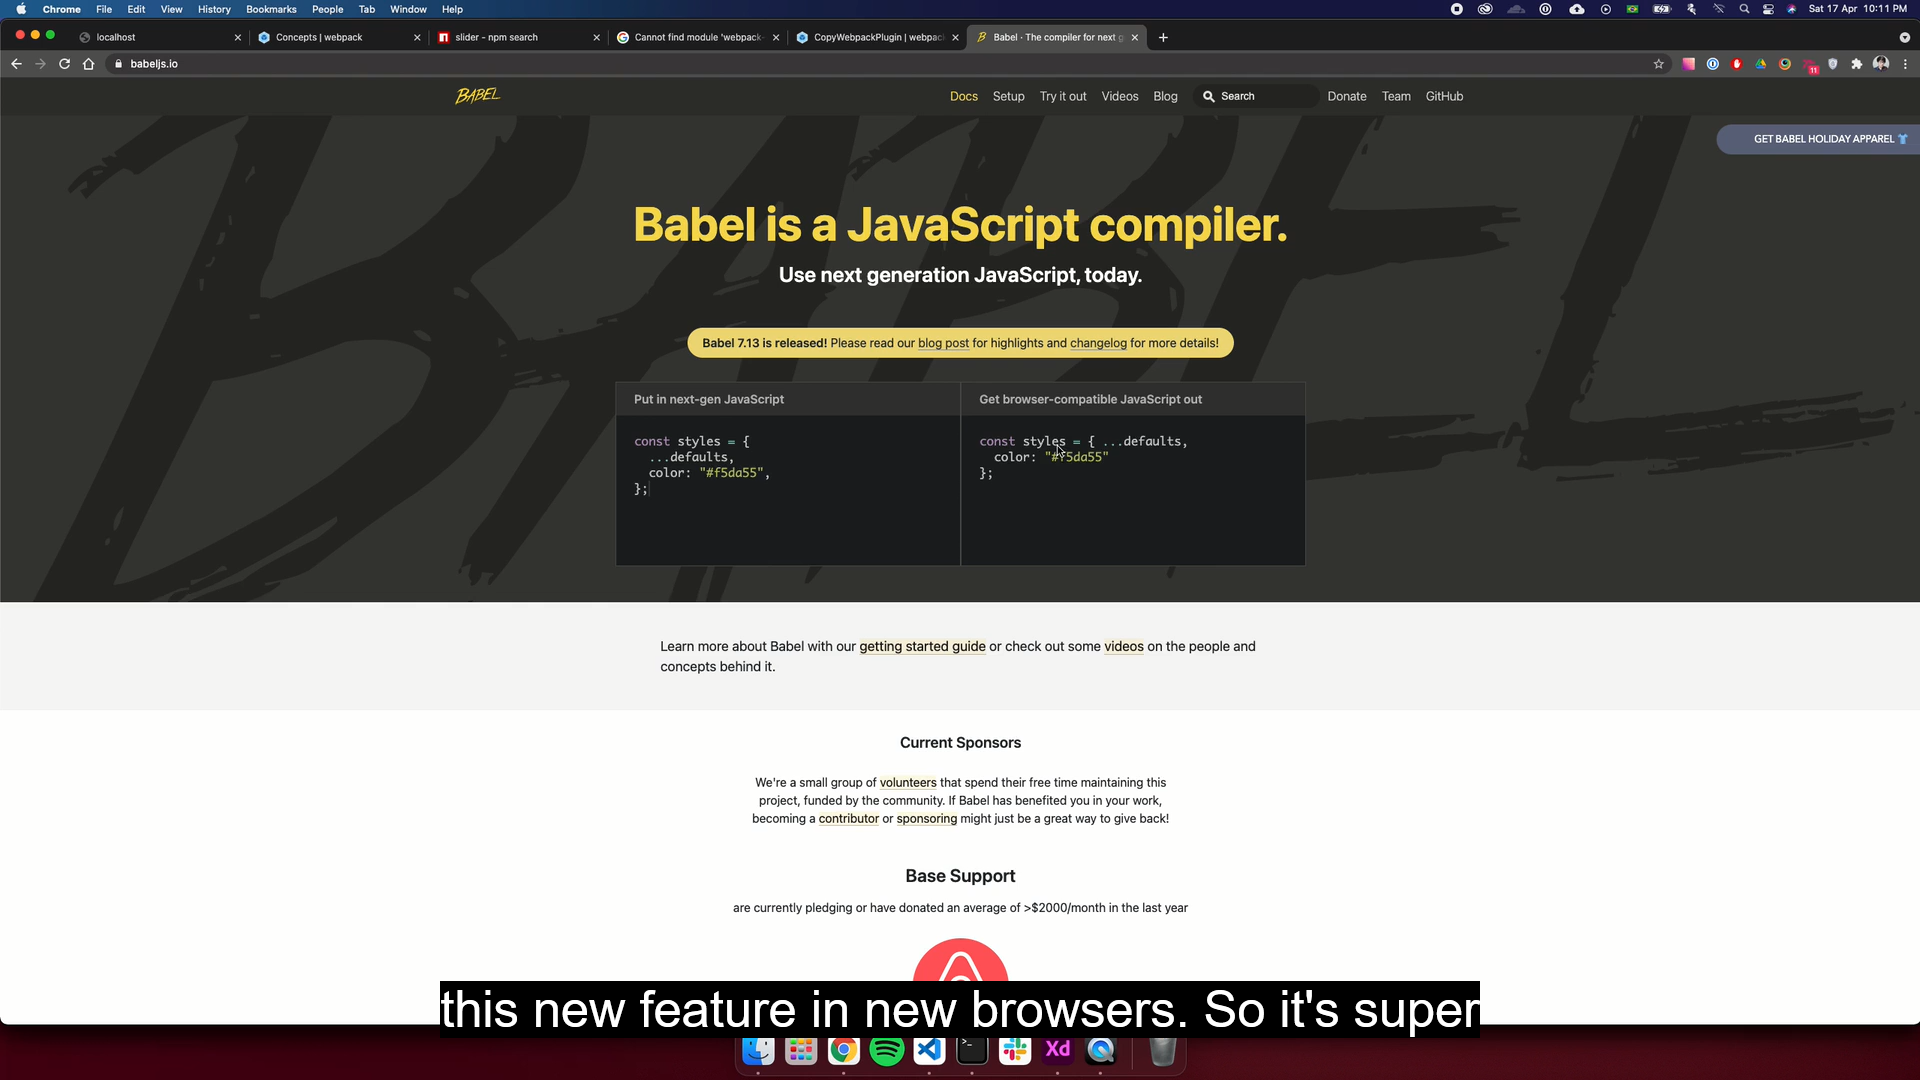 Chrome File Edit View History Bookmarks People Tab Window Help
Sat 17 Apr 10:11 PM
localhost
Concepts | webpack
slider - npm search
Cannot find module 'webpack-
CopyWebpackPlugin | webpack
Babel · The compiler for next g
babeljs.io
11
BABEL
Docs Setup Try it out Videos Blog Search Donate Team GitHub
GET BABEL HOLIDAY APPAREL
BABEL
Babel is a JavaScript compiler.
Use next generation JavaScript, today.
Babel 7.13 is released! Please read our blog post for highlights and changelog for more details!
Put in next-gen JavaScript
const styles = {
...defaults,
color: "#f5da55",
};
Get browser-compatible JavaScript out
const styles = { ...defaults,
color: "#f5da55"
};
Learn more about Babel with our getting started guide or check out some videos on the people and
concepts behind it.
Current Sponsors
We're a small group of volunteers that spend their free time maintaining this
project, funded by the community. If Babel has benefited you in your work,
becoming a contributor or sponsoring might just be a great way to give back!
Base Support
are currently pledging or have donated an average of >$2000/month in the last year
this new feature in new browsers. So it's super
Xd